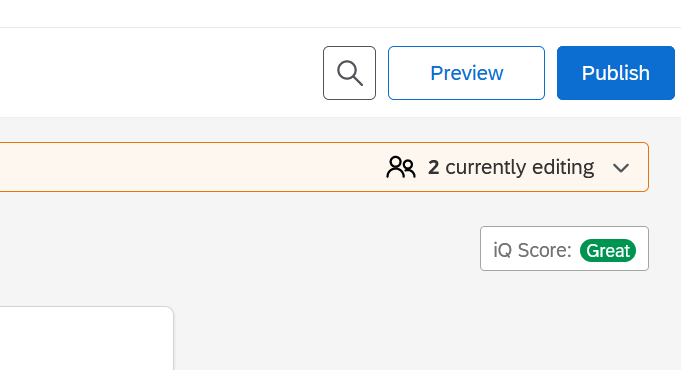 Preview
Publish
2 currently editing
iQ Score: Great